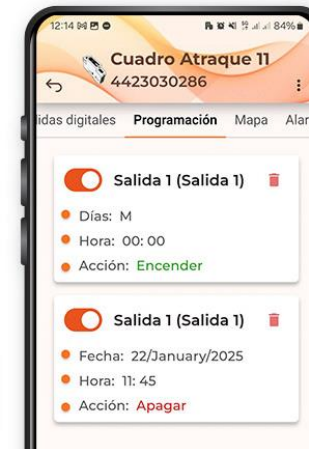 12:14
84%
Cuadro Atraque 11
4423030286
idas digitales Programación Mapa Alar
Salida 1 (Salida 1)
Días: M
Hora: 00: 00
Acción: Encender
Salida 1 (Salida 1)
Fecha: 22/January/2025
Hora: 11: 45
Acción: Apagar